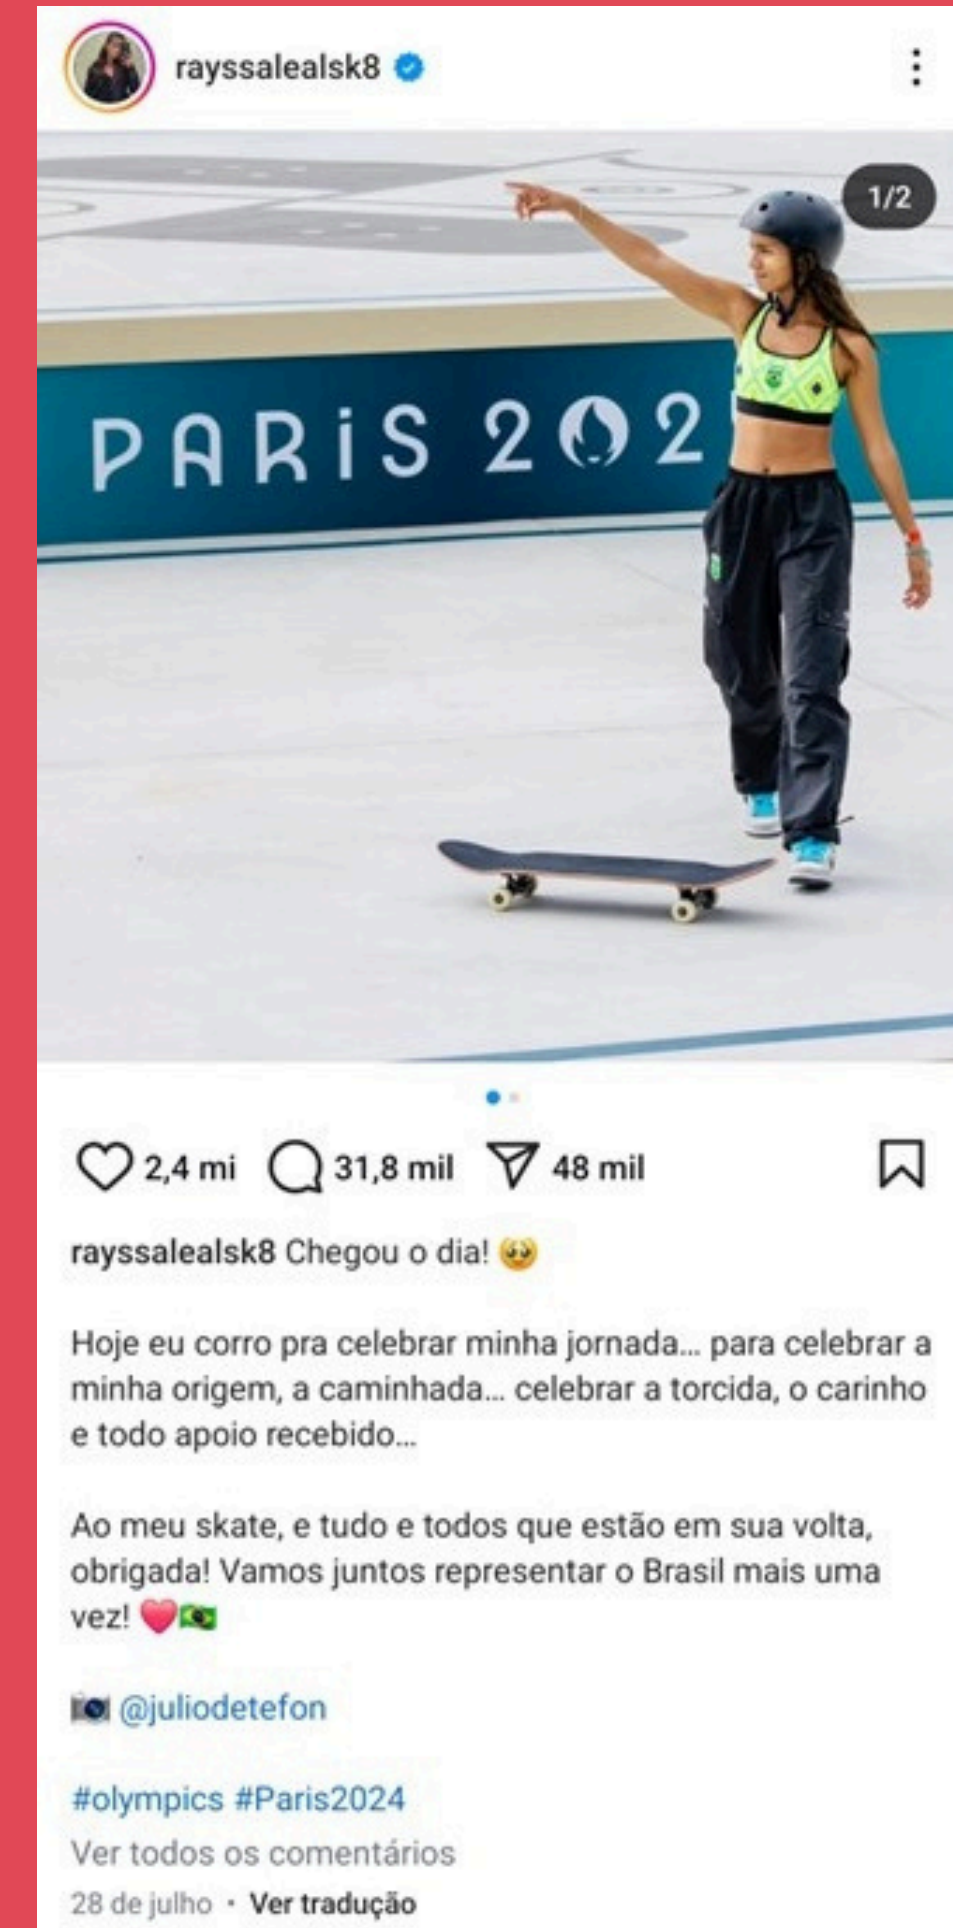 rayssalealsk8
1/2
PARiS 202
2,4 mi 31,8 mil 48 mil
rayssalealsk8 Chegou o dia! 🥹
Hoje eu corro pra celebrar minha jornada... para celebrar a
minha origem, a caminhada... celebrar a torcida, o carinho
e todo apoio recebido...
Ao meu skate, e tudo e todos que estão em sua volta,
obrigada! Vamos juntos representar o Brasil mais uma
vez! ❤️🇧🇷
📷 @juliodetefon
#olympics #Paris2024
Ver todos os comentários
28 de julho • Ver tradução